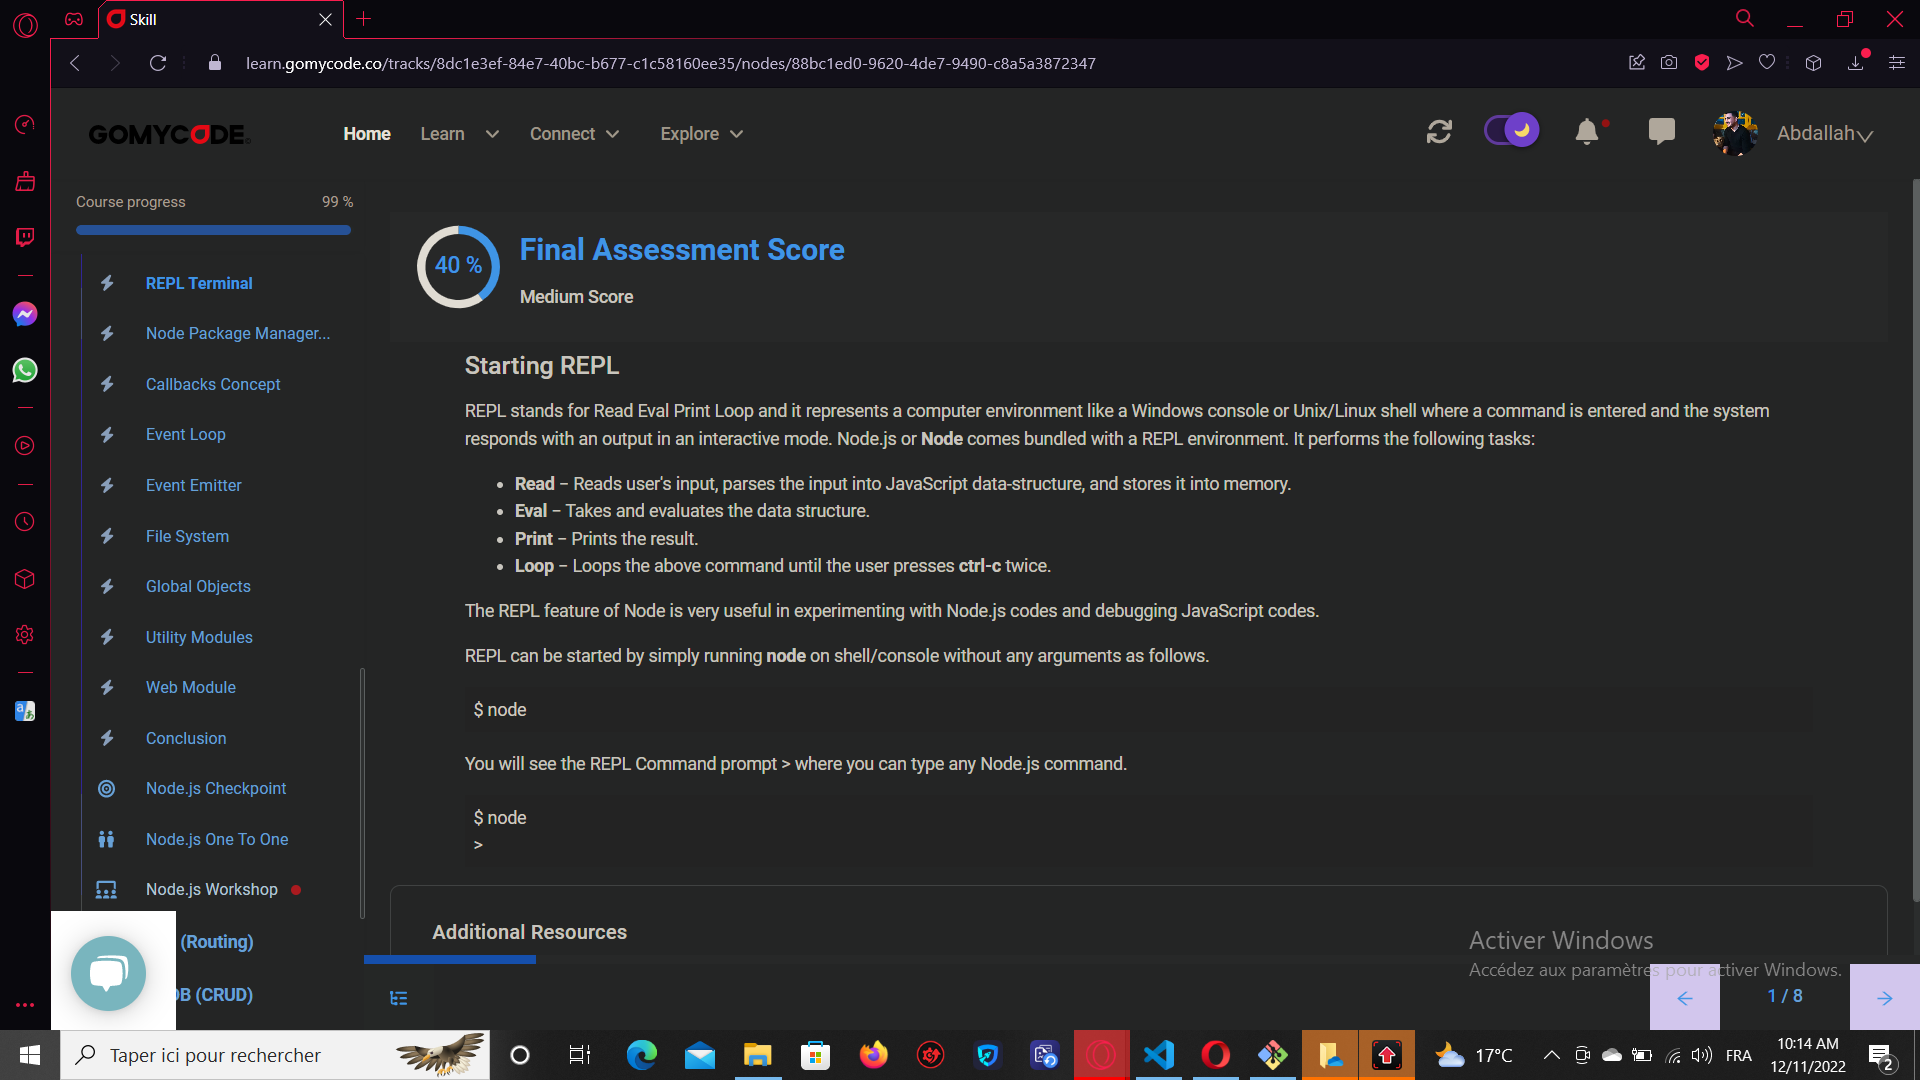 Skill
learn.gomycode.co/tracks/8dc1e3ef-84e7-40bc-b677-c1c58160ee35/nodes/88bc1ed0-9620-4de7-9490-c8a5a3872347
GOMYCODE
Home
Learn
Connect
Explore
Abdallah
Course progress
99 %
REPL Terminal
Node Package Manager...
Callbacks Concept
Event Loop
Event Emitter
File System
Global Objects
Utility Modules
Web Module
Conclusion
Node.js Checkpoint
Node.js One To One
Node.js Workshop
(Routing)
DB (CRUD)
40 %
Final Assessment Score
Medium Score
Starting REPL
REPL stands for Read Eval Print Loop and it represents a computer environment like a Windows console or Unix/Linux shell where a command is entered and the system
responds with an output in an interactive mode. Node.js or Node comes bundled with a REPL environment. It performs the following tasks:
• Read − Reads user's input, parses the input into JavaScript data-structure, and stores it into memory.
• Eval − Takes and evaluates the data structure.
• Print − Prints the result.
• Loop − Loops the above command until the user presses ctrl-c twice.
The REPL feature of Node is very useful in experimenting with Node.js codes and debugging JavaScript codes.
REPL can be started by simply running node on shell/console without any arguments as follows.
$ node
You will see the REPL Command prompt > where you can type any Node.js command.
$ node
>
Additional Resources
Activer Windows
Accédez aux paramètres pour activer Windows.
1 / 8
Taper ici pour rechercher
17°C
FRA
10:14 AM
12/11/2022
2